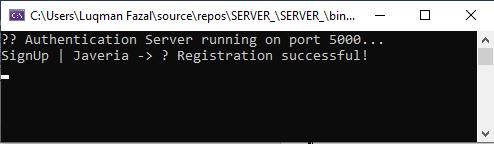 C:\Users\Luqman Fazal\source\repos\SERVER_\SERVER_\bin...
?? Authentication Server running on port 5000...
SignUp | Javeria -> ? Registration successful!